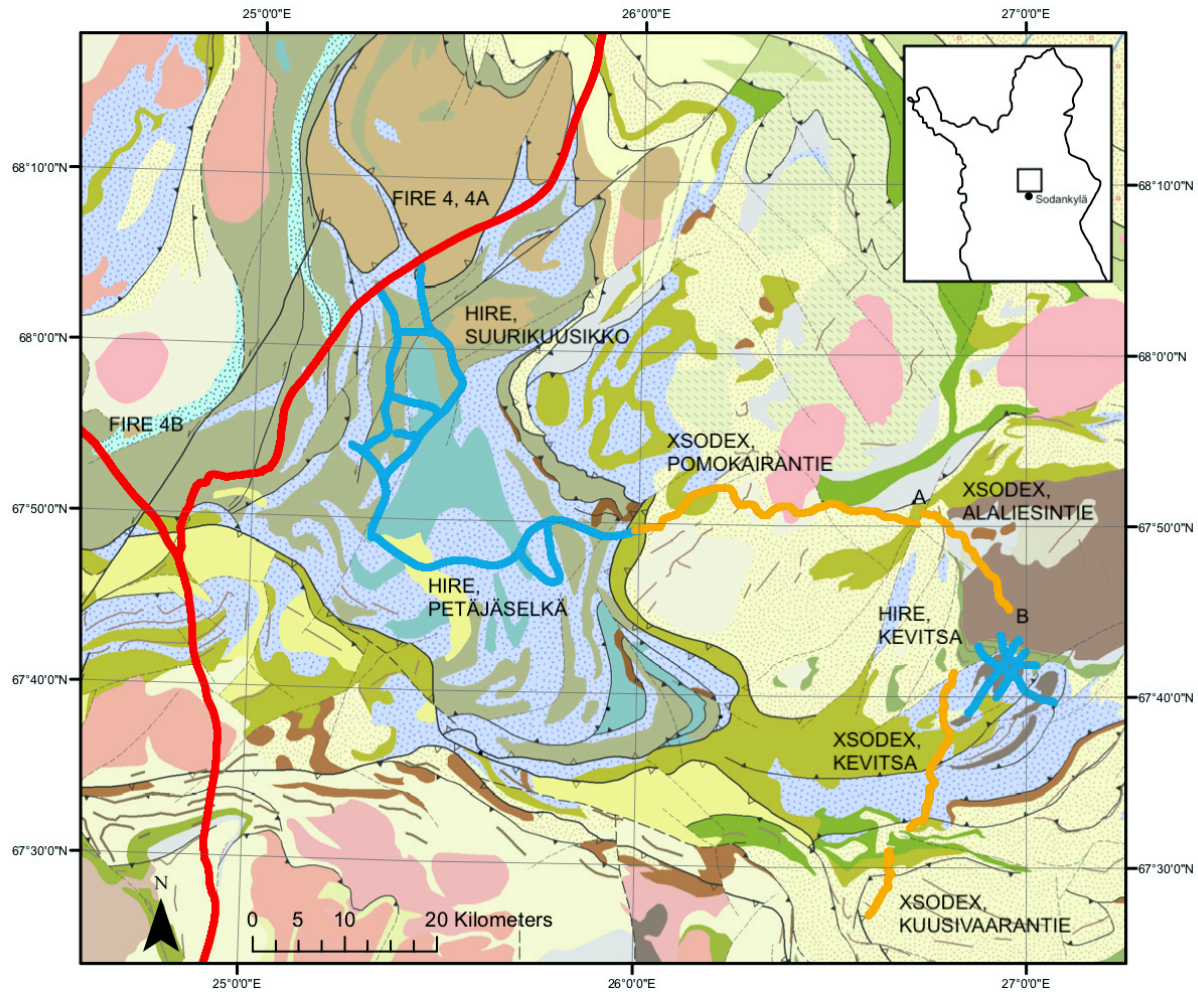 25°0'0"E
26°0'0"E
27°0'0"E
68°10'0"N
68°10'0"N
Sodankylä
FIRE 4, 4A
HIRE,
SUURIKUUSIKKO
68°0'0"N
68°0'0"N
FIRE 4B
XSODEX,
POMOKAIRANTIE
A
XSODEX,
ALALIESINTIE
67°50'0"N
67°50'0"N
HIRE,
PETÄJÄSELKÄ
HIRE,
KEVITSA
B
67°40'0"N
67°40'0"N
XSODEX,
KEVITSA
67°30'0"N
67°30'0"N
N
XSODEX,
KUUSIVAARANTIE
0 5 10 20 Kilometers
25°0'0"E
26°0'0"E
27°0'0"E